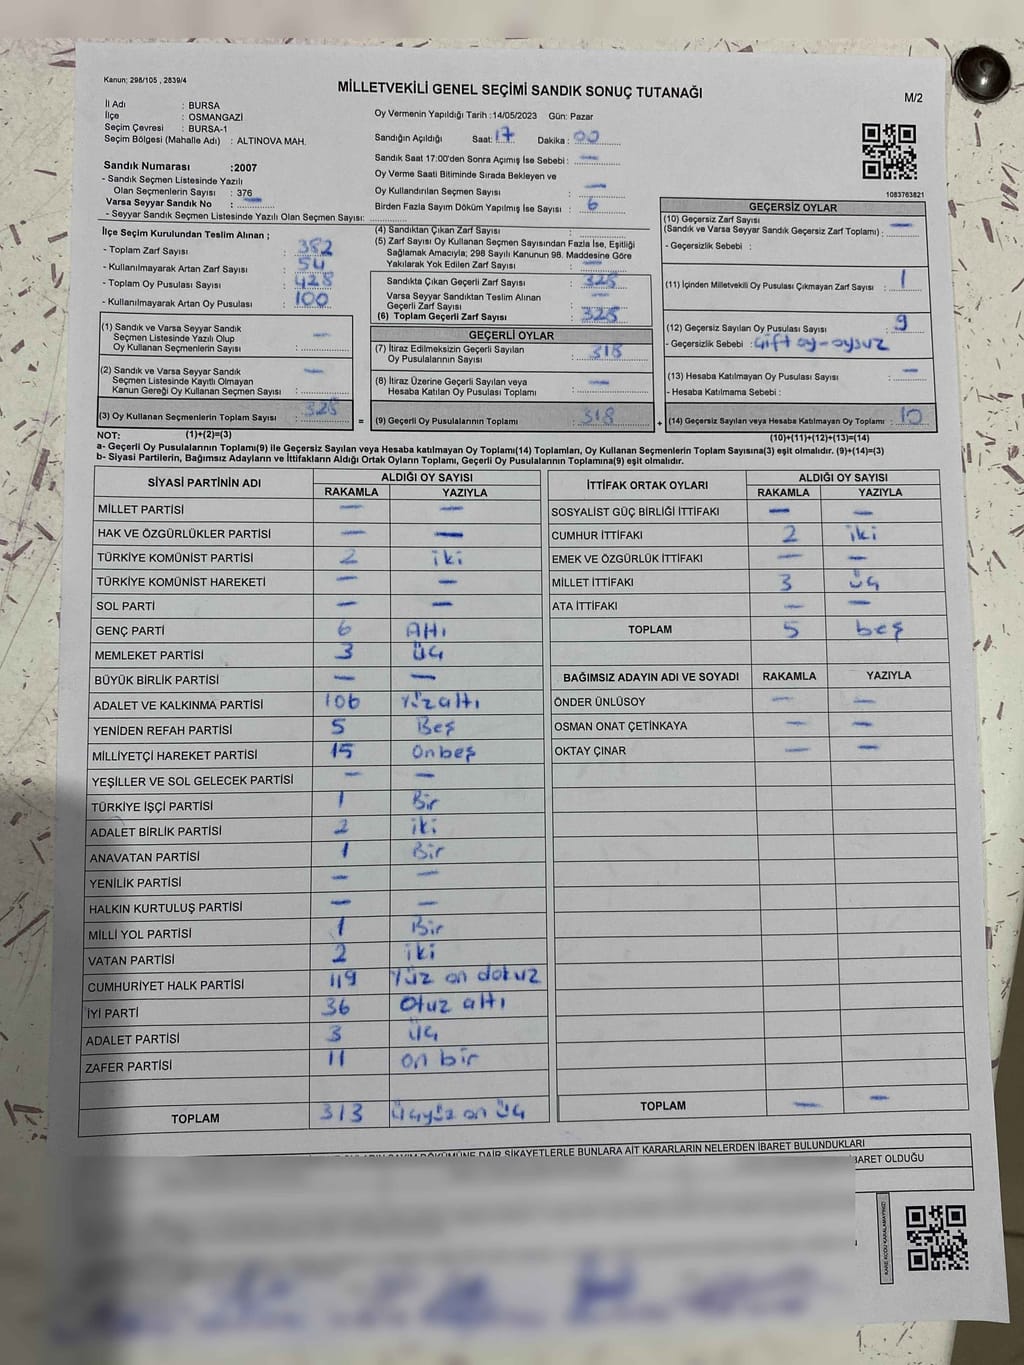 Kanun; 298/105 , 2839/4
MİLLETVEKİLİ GENEL SEÇİMİ SANDIK SONUÇ TUTANAĞI
M/2
İl Adı : BURSA
İlçe : OSMANGAZİ
Seçim Çevresi : BURSA-1
Seçim Bölgesi (Mahalle Adı) : ALTINOVA MAH.
Sandık Numarası :2007
- Sandık Seçmen Listesinde Yazılı
Olan Seçmenlerin Sayısı : 376
Varsa Seyyar Sandık No : —
- Seyyar Sandık Seçmen Listesinde Yazılı Olan Seçmen Sayısı:
Oy Vermenin Yapıldığı Tarih :14/05/2023 Gün: Pazar
Sandığın Açıldığı Saat: 17 Dakika : 00
Sandık Saat 17:00'den Sonra Açımış İse Sebebi : —
Oy Verme Saati Bitiminde Sırada Bekleyen ve
Oy Kullandırılan Seçmen Sayısı : —
Birden Fazla Sayım Döküm Yapılmış İse Sayısı : 6
1083763821
İlçe Seçim Kurulundan Teslim Alınan ;
- Toplam Zarf Sayısı : 382
- Kullanılmayarak Artan Zarf Sayısı : 54
- Toplam Oy Pusulası Sayısı : 428
- Kullanılmayarak Artan Oy Pusulası : 100
(4) Sandıktan Çıkan Zarf Sayısı :
(5) Zarf Sayısı Oy Kullanan Seçmen Sayısından Fazla İse, Eşitliği
Sağlamak Amacıyla; 298 Sayılı Kanunun 98. Maddesine Göre
Yakılarak Yok Edilen Zarf Sayısı : —
Sandıkta Çıkan Geçerli Zarf Sayısı : 328
Varsa Seyyar Sandıktan Teslim Alınan
Geçerli Zarf Sayısı : —
(6) Toplam Geçerli Zarf Sayısı : 328
GEÇERSİZ OYLAR
(10) Geçersiz Zarf Sayısı
(Sandık ve Varsa Seyyar Sandık Geçersiz Zarf Toplamı) : —
- Geçersizlik Sebebi :
(11) İçinden Milletvekili Oy Pusulası Çıkmayan Zarf Sayısı : 1
(12) Geçersiz Sayılan Oy Pusulası Sayısı : 9
- Geçersizlik Sebebi : Çift oy-oysuz
(13) Hesaba Katılmayan Oy Pusulası Sayısı : —
- Hesaba Katılmama Sebebi :
(14) Geçersiz Sayılan veya Hesaba Katılmayan Oy Toplamı : 10
(10)+(11)+(12)+(13)=(14)
(1) Sandık ve Varsa Seyyar Sandık
Seçmen Listesinde Yazılı Olup
Oy Kullanan Seçmenlerin Sayısı : —
(2) Sandık ve Varsa Seyyar Sandık
Seçmen Listesinde Kayıtlı Olmayan
Kanun Gereği Oy Kullanan Seçmen Sayısı : —
(3) Oy Kullanan Seçmenlerin Toplam Sayısı : 328
(1)+(2)=(3)
GEÇERLİ OYLAR
(7) İtiraz Edilmeksizin Geçerli Sayılan
Oy Pusulalarının Sayısı : 318
(8) İtiraz Üzerine Geçerli Sayılan veya
Hesaba Katılan Oy Pusulası Toplamı : —
= (9) Geçerli Oy Pusulalarının Toplamı : 318 +
NOT:
a- Geçerli Oy Pusulalarının Toplamı(9) ile Geçersiz Sayılan veya Hesaba katılmayan Oy Toplamı(14) Toplamları, Oy Kullanan Seçmenlerin Toplam Sayısına(3) eşit olmalıdır. (9)+(14)=(3)
b- Siyasi Partilerin, Bağımsız Adayların ve İttifakların Aldığı Ortak Oyların Toplamı, Geçerli Oy Pusulalarının Toplamına(9) eşit olmalıdır.
SİYASİ PARTİNİN ADI ALDIĞI OY SAYISI
RAKAMLA YAZIYLA
MİLLET PARTİSİ — —
HAK VE ÖZGÜRLÜKLER PARTİSİ — —
TÜRKİYE KOMÜNİST PARTİSİ 2 iki
TÜRKİYE KOMÜNİST HAREKETİ — —
SOL PARTİ — —
GENÇ PARTİ 6 Altı
MEMLEKET PARTİSİ 3 Üç
BÜYÜK BİRLİK PARTİSİ — —
ADALET VE KALKINMA PARTİSİ 106 Yüzaltı
YENİDEN REFAH PARTİSİ 5 Beş
MİLLİYETÇİ HAREKET PARTİSİ 15 Onbeş
YEŞİLLER VE SOL GELECEK PARTİSİ — —
TÜRKİYE İŞÇİ PARTİSİ 1 Bir
ADALET BİRLİK PARTİSİ 2 iki
ANAVATAN PARTİSİ 1 Bir
YENİLİK PARTİSİ — —
HALKIN KURTULUŞ PARTİSİ — —
MİLLİ YOL PARTİSİ 1 Bir
VATAN PARTİSİ 2 iki
CUMHURİYET HALK PARTİSİ 119 Yüz on dokuz
İYİ PARTİ 36 Otuz altı
ADALET PARTİSİ 3 üç
ZAFER PARTİSİ 11 on bir
TOPLAM 313 üçyüz on üç
İTTİFAK ORTAK OYLARI ALDIĞI OY SAYISI
RAKAMLA YAZIYLA
SOSYALİST GÜÇ BİRLİĞİ İTTİFAKI — —
CUMHUR İTTİFAKI 2 iki
EMEK VE ÖZGÜRLÜK İTTİFAKI — —
MİLLET İTTİFAKI 3 üç
ATA İTTİFAKI — —
TOPLAM 5 beş
BAĞIMSIZ ADAYIN ADI VE SOYADI RAKAMLA YAZIYLA
ÖNDER ÜNLÜSOY — —
OSMAN ONAT ÇETİNKAYA — —
OKTAY ÇINAR — —
TOPLAM — —
DÖKÜMÜNE DAİR ŞİKAYETLERLE BUNLARA AİT KARARLARIN NELERDEN İBARET BULUNDUKLARI
İBARET OLDUĞU
KARE KODU KARALAMAYINIZ!